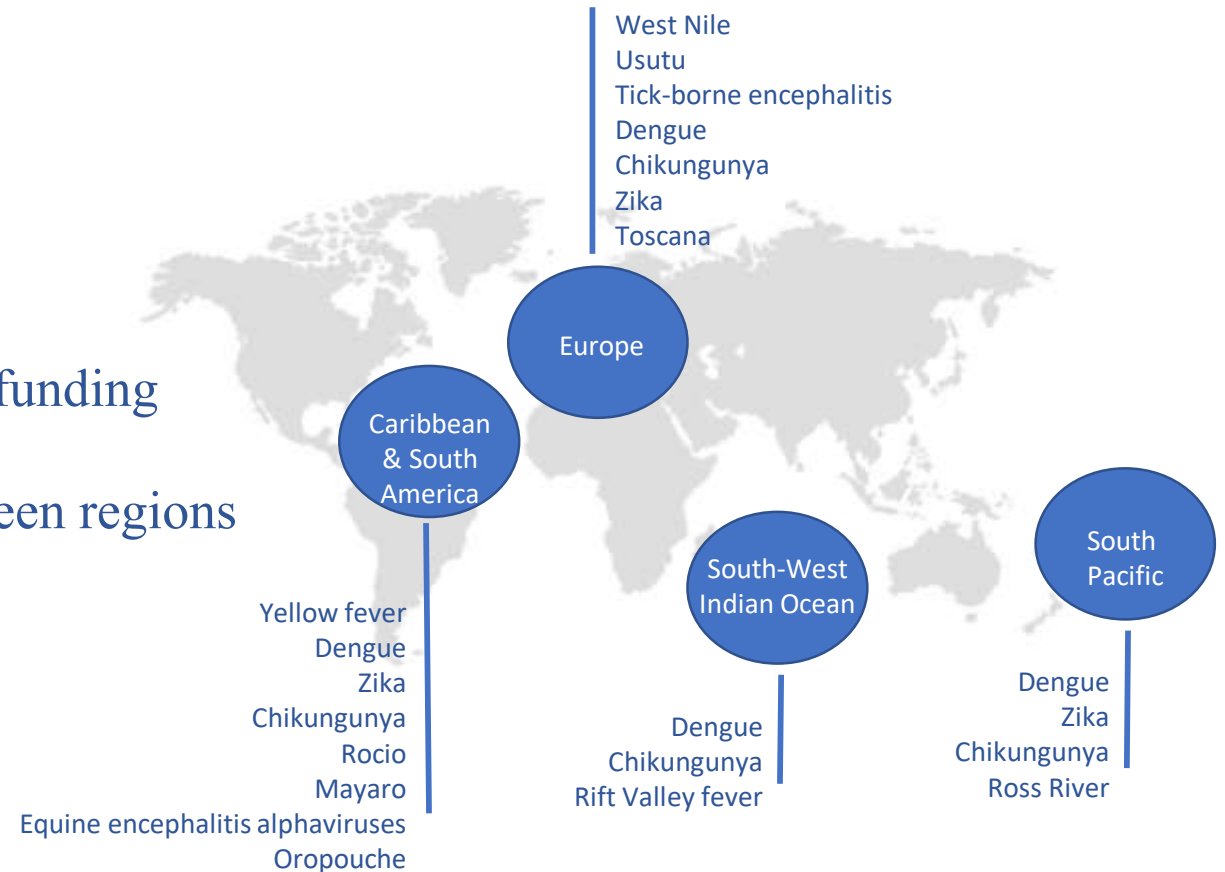 West Nile
Usutu
Tick-borne encephalitis
Dengue
Chikungunya
Zika
Toscana
Europe
funding
Caribbean
& South
America
een regions
South-West
Indian Ocean
South
Pacific
Yellow fever
Dengue
Zika
Chikungunya
Rocio
Mayaro
Equine encephalitis alphaviruses
Oropouche
Dengue
Chikungunya
Rift Valley fever
Dengue
Zika
Chikungunya
Ross River